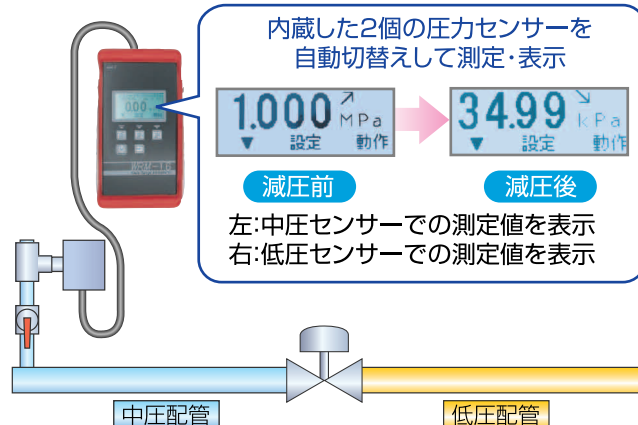 内蔵した2個の圧力センサーを
自動切替えして測定・表示
0.00
1.000 MPa
▼ 設定 動作
34.99 kPa
▼ 設定 動作
減圧前
減圧後
左:中圧センサーでの測定値を表示
右:低圧センサーでの測定値を表示
中圧配管
低圧配管